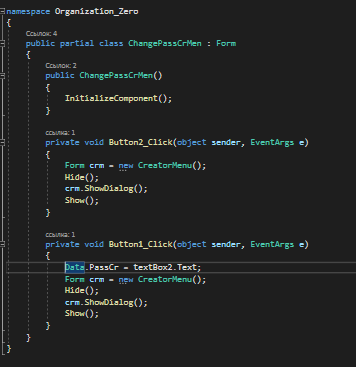 namespace Organization_Zero
{
Ссылок: 4
public partial class ChangePassCrMen : Form
{
Ссылок: 2
public ChangePassCrMen()
{
InitializeComponent();
}
ссылка: 1
private void Button2_Click(object sender, EventArgs e)
{
Form crm = new CreatorMenu();
Hide();
crm.ShowDialog();
Show();
}
ссылка: 1
private void Button1_Click(object sender, EventArgs e)
{
Data.PassCr = textBox2.Text;
Form crm = new CreatorMenu();
Hide();
crm.ShowDialog();
Show();
}
}
}